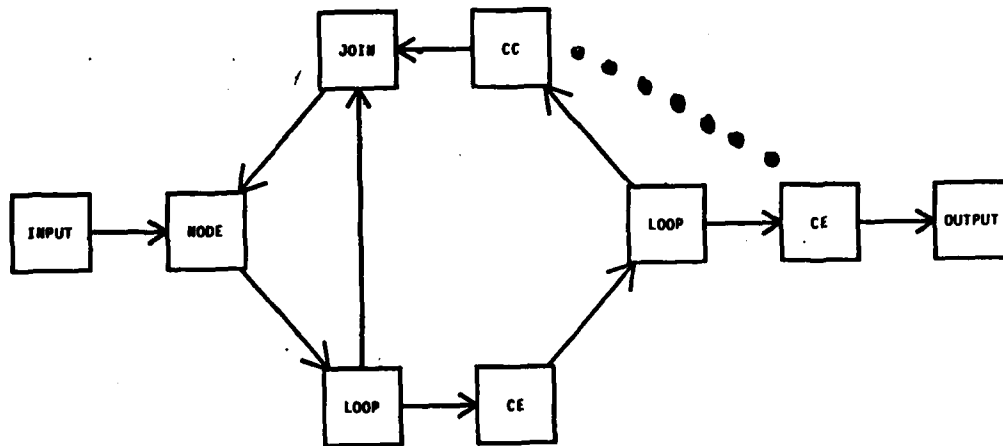 JOIN
CC
INPUT
NODE
LOOP
CE
OUTPUT
LOOP
CE